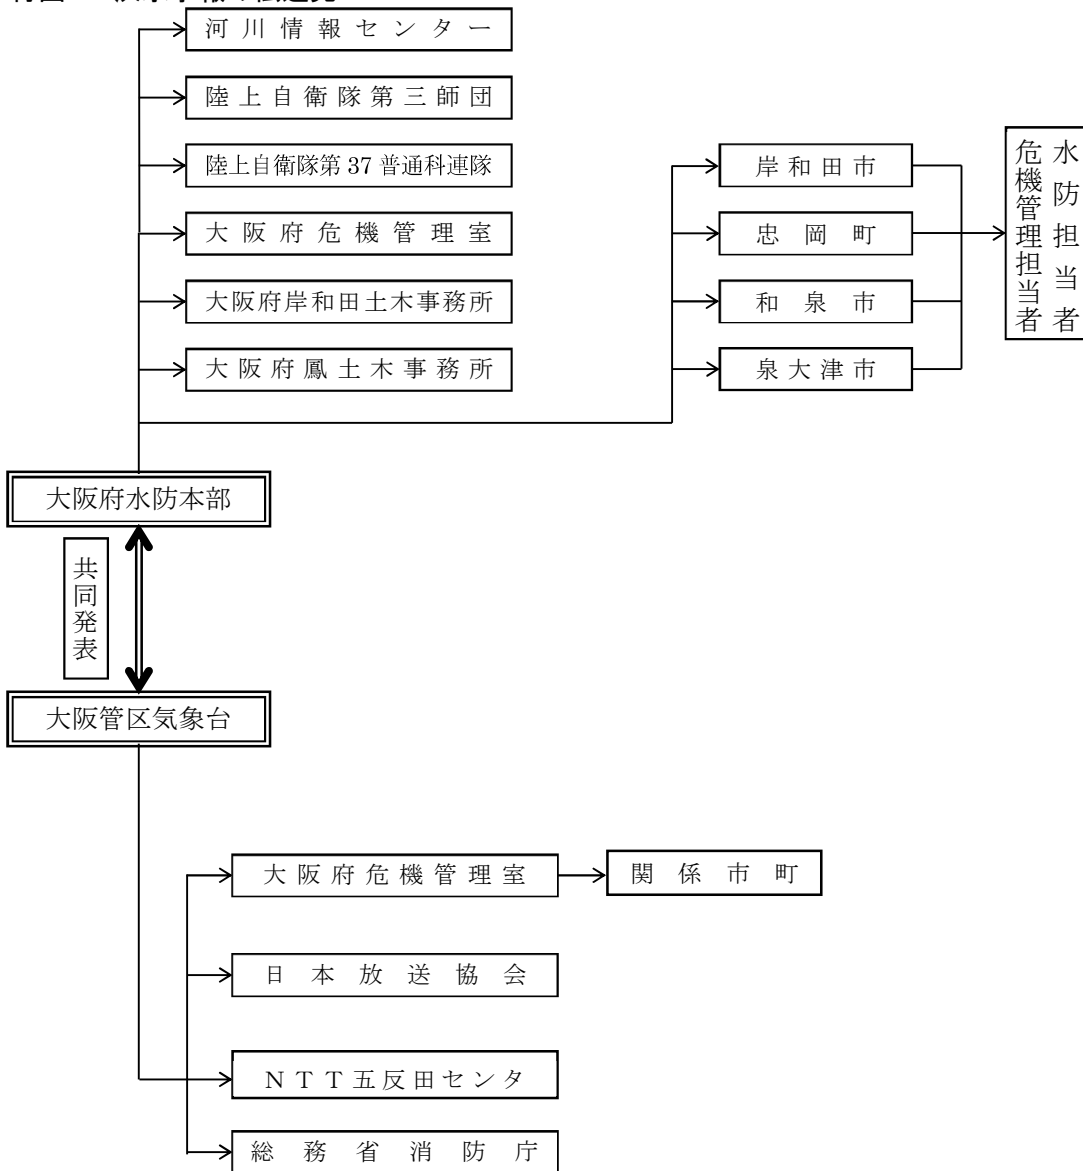 河川情報センター
陸上自衛隊第三師団
陸上自衛隊第37普通科連隊
大阪府危機管理室
大阪府岸和田土木事務所
大阪府鳳土木事務所
岸和田市
忠岡町
和泉市
泉大津市
水防担当者
危機管理担当者
大阪府水防本部
共同発表
大阪管区気象台
大阪府危機管理室
関係市町
日本放送協会
NTT五反田センタ
総務省消防庁